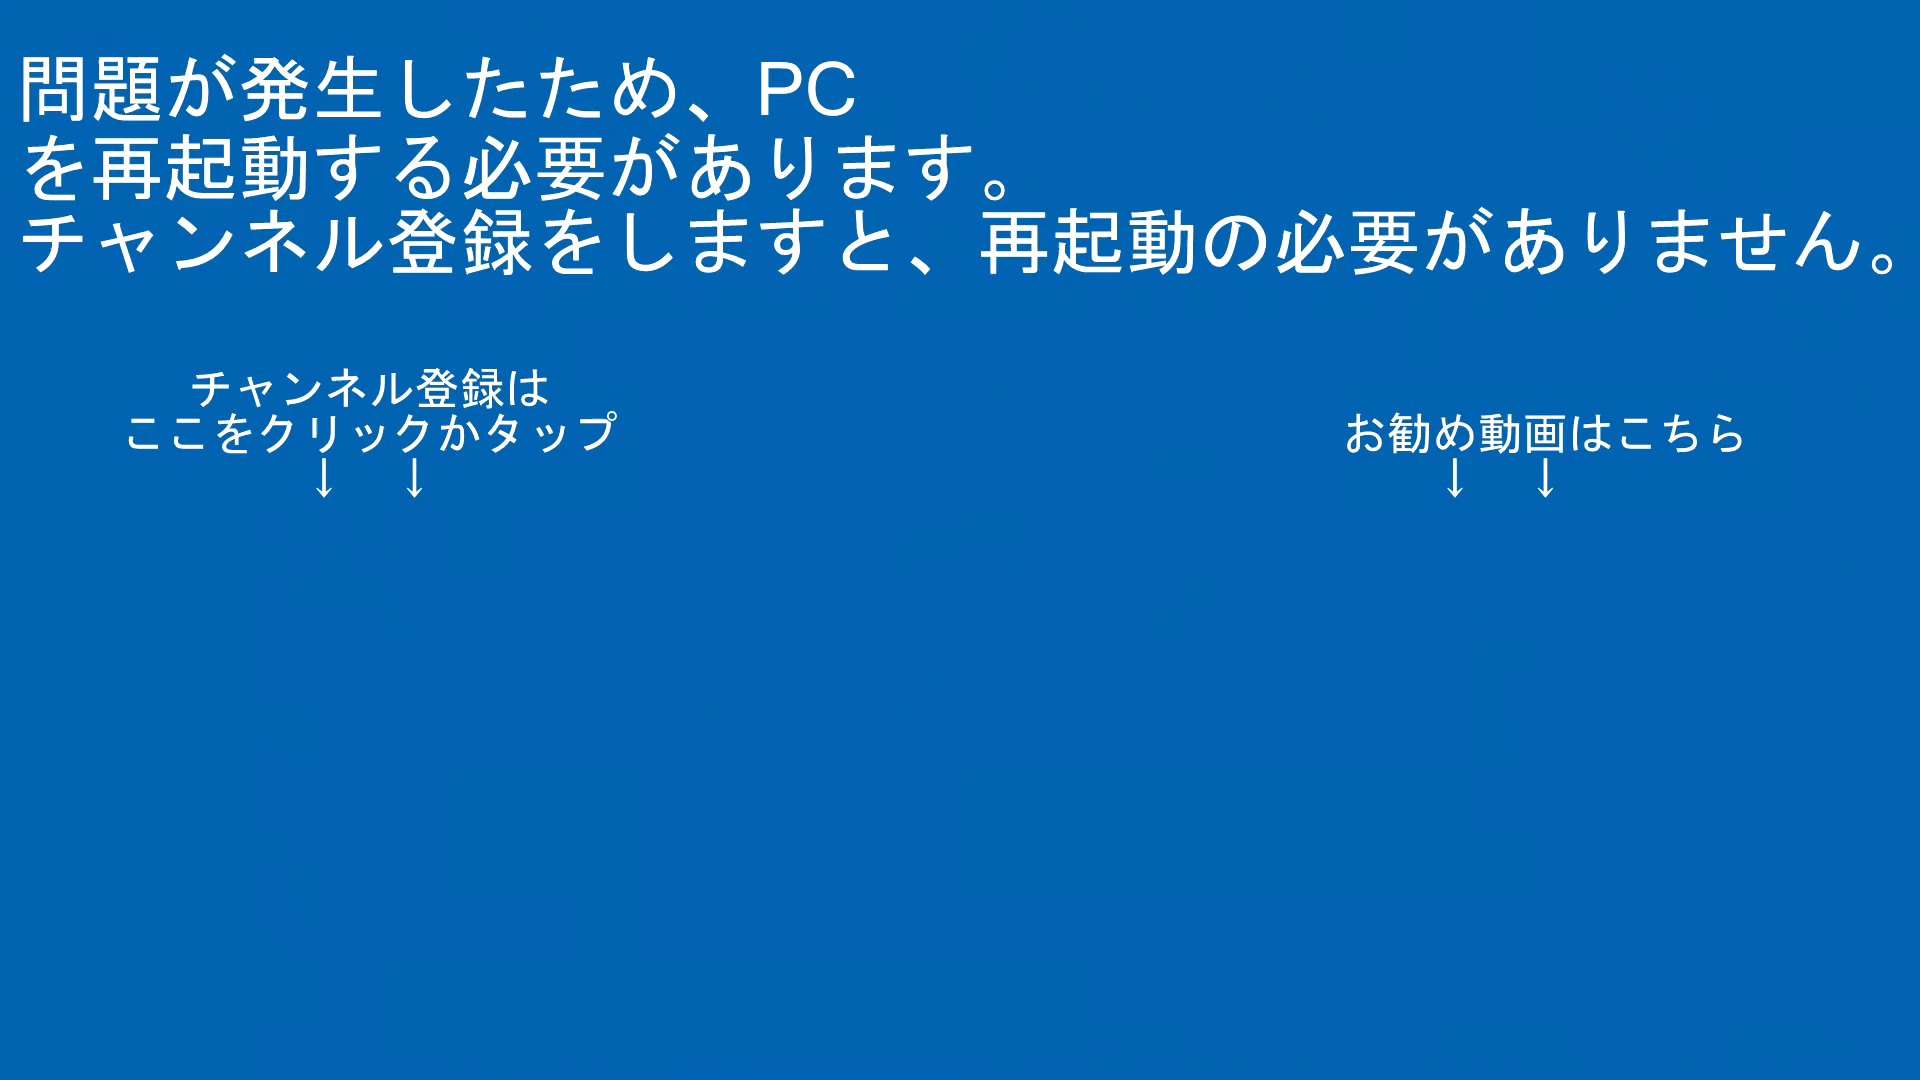 問題が発生したため、PC
を再起動する必要があります。
チャンネル登録をしますと、再起動の必要がありません。
チャンネル登録は
ここをクリックかタップ
↓　↓
お勧め動画はこちら
↓　↓